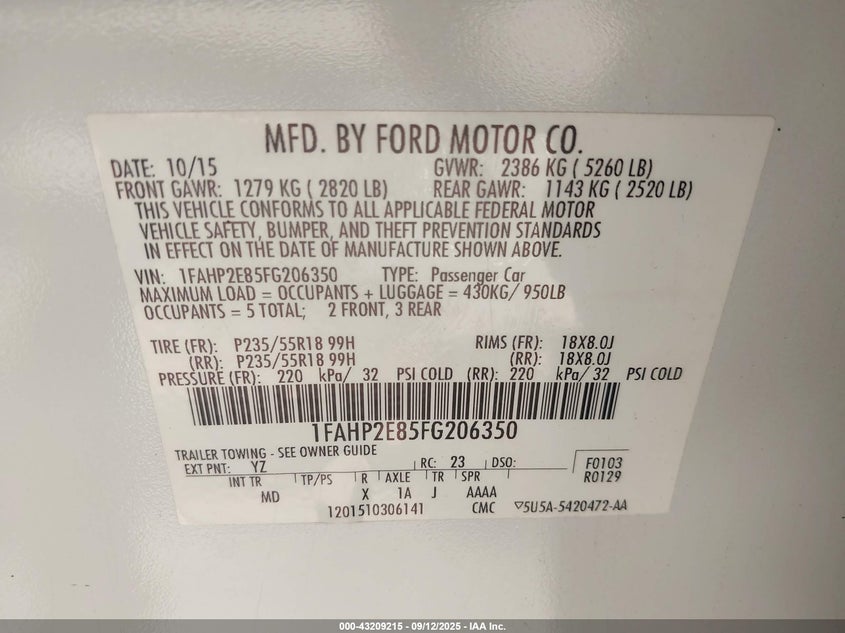 MFD. BY FORD MOTOR CO.
DATE: 10/15 GVWR: 2386 KG ( 5260 LB)
FRONT GAWR: 1279 KG ( 2820 LB) REAR GAWR: 1143 KG ( 2520 LB)
THIS VEHICLE CONFORMS TO ALL APPLICABLE FEDERAL MOTOR
VEHICLE SAFETY, BUMPER, AND THEFT PREVENTION STANDARDS
IN EFFECT ON THE DATE OF MANUFACTURE SHOWN ABOVE.
VIN: 1FAHP2E85FG206350 TYPE: Passenger Car
MAXIMUM LOAD = OCCUPANTS + LUGGAGE = 430KG/ 950LB
OCCUPANTS = 5 TOTAL; 2 FRONT, 3 REAR
TIRE (FR): P235/55R18 99H RIMS (FR): 18X8.0J
(RR): P235/55R18 99H (RR): 18X8.0J
PRESSURE (FR): 220 kPa/ 32 PSI COLD (RR): 220 kPa/ 32 PSI COLD
1FAHP2E85FG206350
TRAILER TOWING - SEE OWNER GUIDE
EXT PNT: YZ RC: 23 DSO: F0103
INT TR TP/PS R AXLE TR SPR R0129
MD X 1A J AAAA
1201510306141 CMC ▽5U5A-5420472-AA
000-43209215 - 09/12/2025 - IAA Inc.